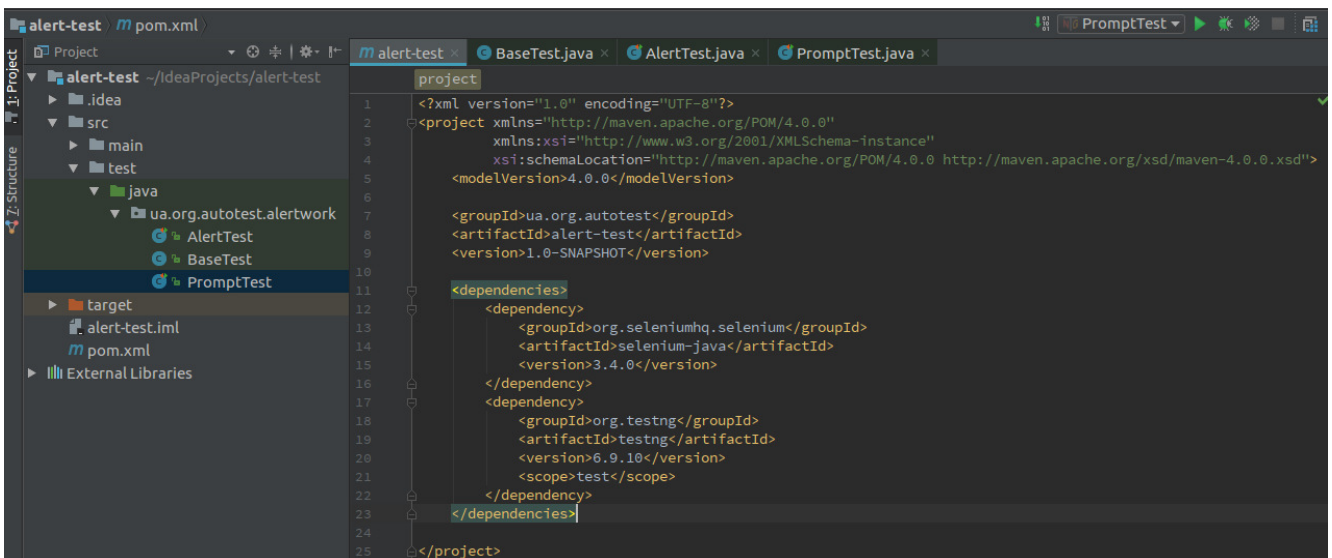 alert-test m pom.xml PromptTest
1: Project
Z: Structure
Project
alert-test ~/IdeaProjects/alert-test
.idea
src
main
test
java
ua.org.autotest.alertwork
AlertTest
BaseTest
PromptTest
target
alert-test.iml
m pom.xml
External Libraries
m alert-test × C BaseTest.java × C AlertTest.java × C PromptTest.java ×
project
1 <?xml version="1.0" encoding="UTF-8"?>
2 <project xmlns="http://maven.apache.org/POM/4.0.0"
3 xmlns:xsi="http://www.w3.org/2001/XMLSchema-instance"
4 xsi:schemaLocation="http://maven.apache.org/POM/4.0.0 http://maven.apache.org/xsd/maven-4.0.0.xsd">
5 <modelVersion>4.0.0</modelVersion>
6
7 <groupId>ua.org.autotest</groupId>
8 <artifactId>alert-test</artifactId>
9 <version>1.0-SNAPSHOT</version>
10
11 <dependencies>
12 <dependency>
13 <groupId>org.seleniumhq.selenium</groupId>
14 <artifactId>selenium-java</artifactId>
15 <version>3.4.0</version>
16 </dependency>
17 <dependency>
18 <groupId>org.testng</groupId>
19 <artifactId>testng</artifactId>
20 <version>6.9.10</version>
21 <scope>test</scope>
22 </dependency>
23 </dependencies>
24
25 </project>